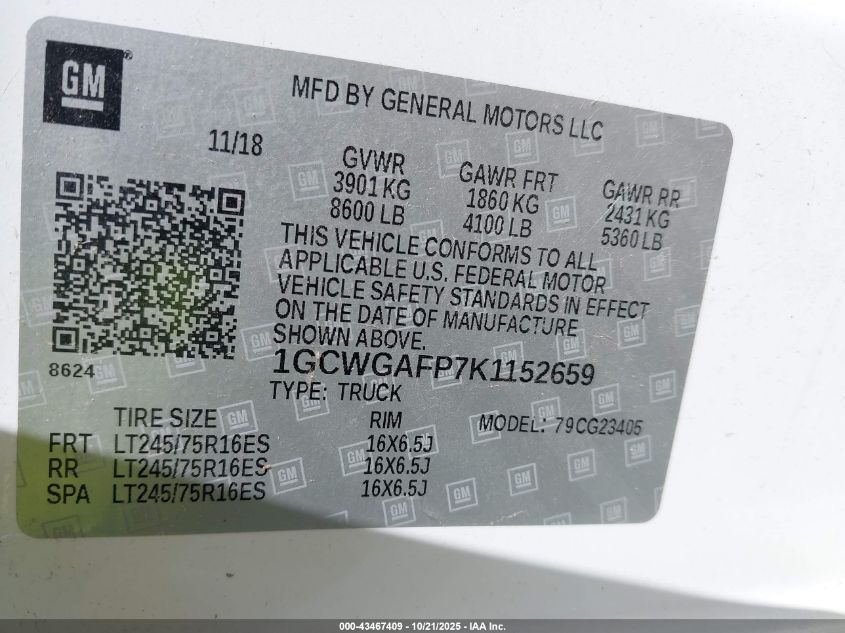 GM®
MFD BY GENERAL MOTORS LLC
11/18
GVWR GAWR FRT GAWR RR
3901 KG 1860 KG 2431 KG
8600 LB 4100 LB 5360 LB
THIS VEHICLE CONFORMS TO ALL
APPLICABLE U.S. FEDERAL MOTOR
VEHICLE SAFETY STANDARDS IN EFFECT
ON THE DATE OF MANUFACTURE
SHOWN ABOVE.
8624
1GCWGAFP7K1152659
TYPE: TRUCK
TIRE SIZE RIM MODEL: 79CG23405
FRT LT245/75R16ES 16X6.5J
RR LT245/75R16ES 16X6.5J
SPA LT245/75R16ES 16X6.5J
000-43467409 - 10/21/2025 - IAA Inc.